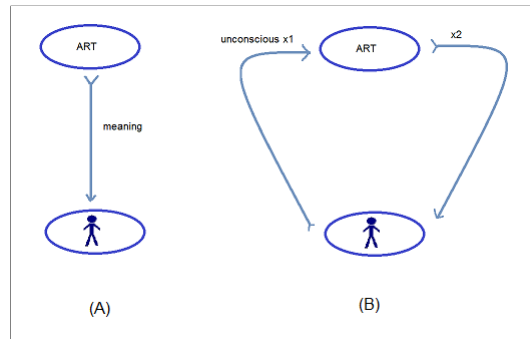 ART
meaning
(A)
unconscious x1
ART
x2
(B)